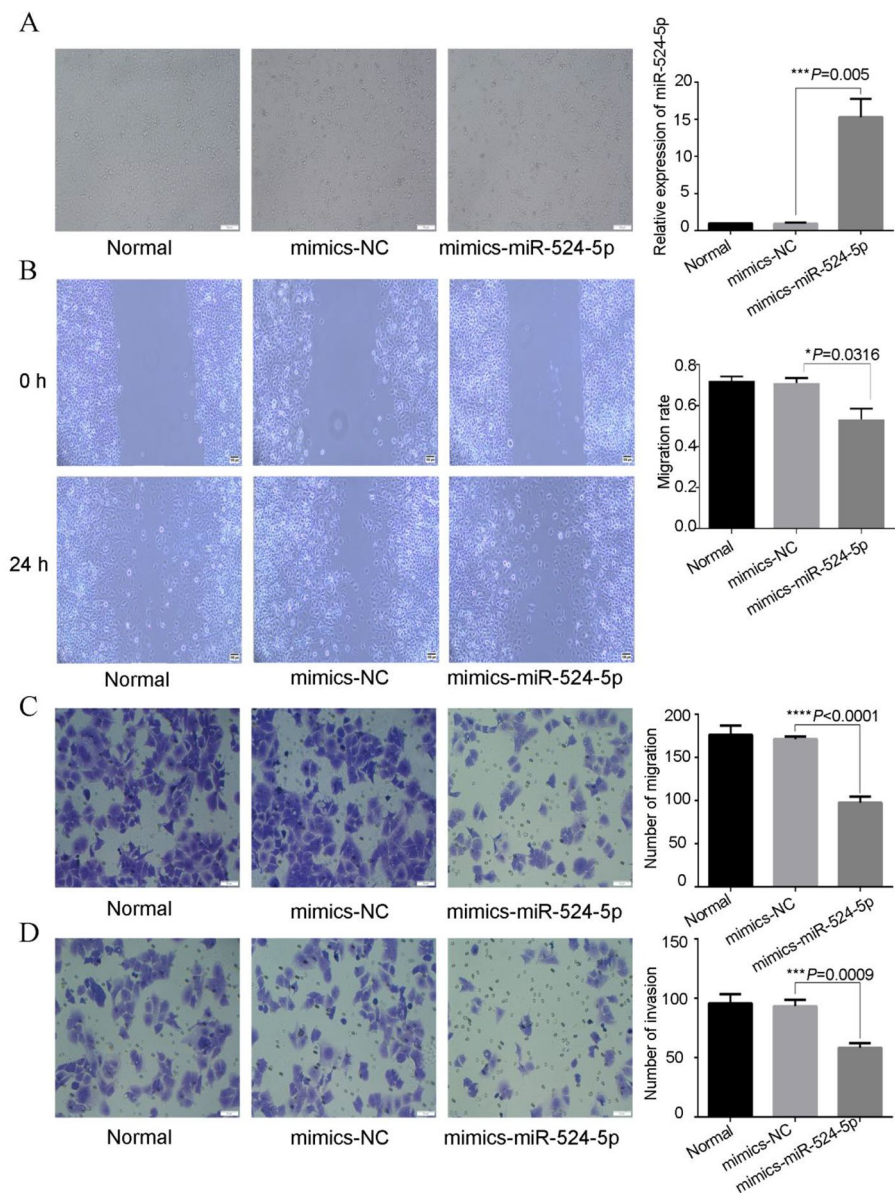 A
Normal
mimics-NC
mimics-miR-524-5p
Relative expression of miR-524-5p
20
15
10
5
0
***P=0.005
Normal
mimics-NC
mimics-miR-524-5p
B
0 h
24 h
Normal
mimics-NC
mimics-miR-524-5p
Migration rate
0.8
0.6
0.4
0.2
0.0
*P=0.0316
Normal
mimics-NC
mimics-miR-524-5p
C
Normal
mimics-NC
mimics-miR-524-5p
Number of migration
200
150
100
50
0
****P<0.0001
Normal
mimics-NC
mimics-miR-524-5p
D
Normal
mimics-NC
mimics-miR-524-5p
Number of invasion
150
100
50
0
***P=0.0009
Normal
mimics-NC
mimics-miR-524-5p